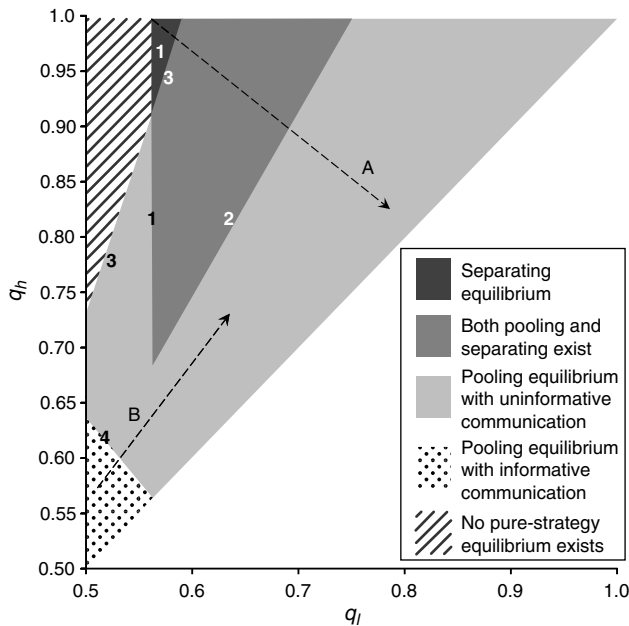 1.0
0.95
0.90
0.85
0.80
0.75
0.70
0.65
0.60
0.55
0.50
q_h
1
3
A
1
2
3
B
4
Separating
equilibrium
Both pooling and
separating exist
Pooling equilibrium
with uninformative
communication
Pooling equilibrium
with informative
communication
No pure-strategy
equilibrium exists
0.5 0.6 0.7 0.8 0.9 1.0
q_l